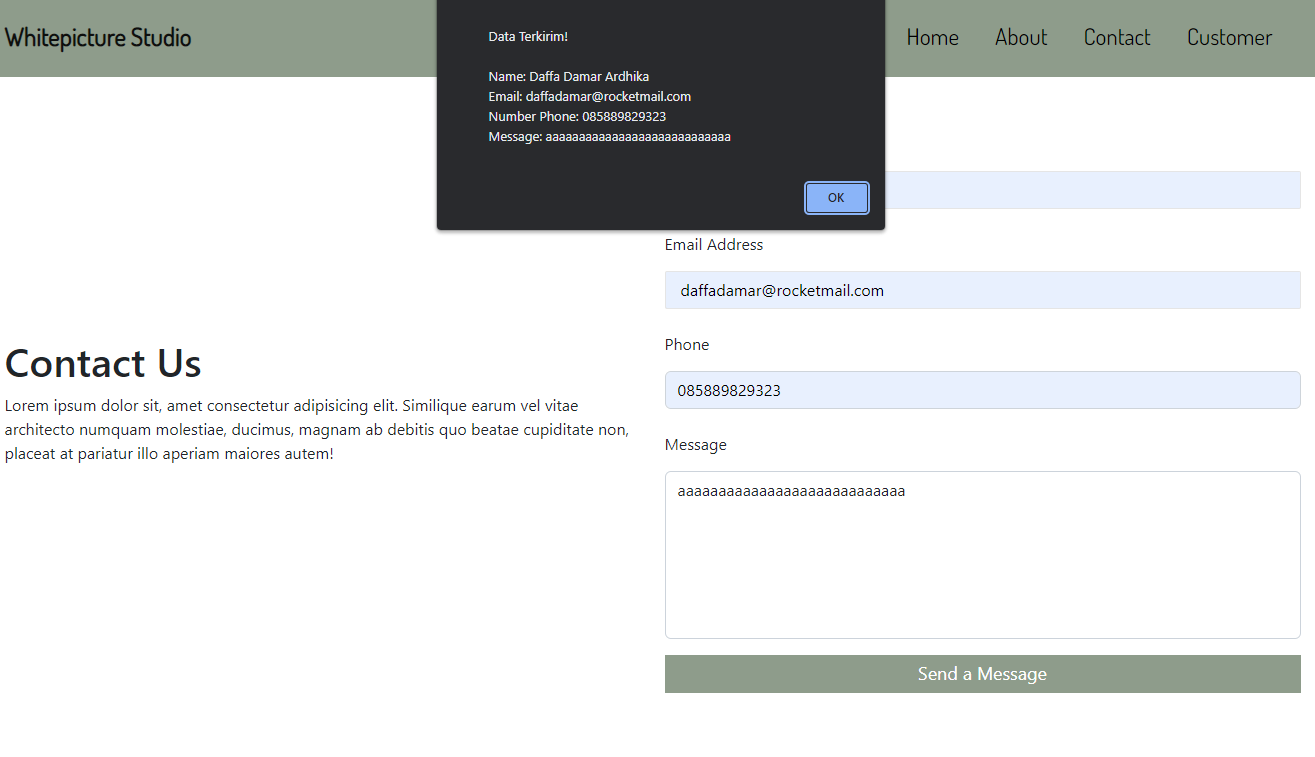 Whitepicture Studio
Home About Contact Customer
Data Terkirim!
Name: Daffa Damar Ardhika
Email: daffadamar@rocketmail.com
Number Phone: 085889829323
Message: aaaaaaaaaaaaaaaaaaaaaaaaaaaa
OK
Contact Us
Lorem ipsum dolor sit, amet consectetur adipisicing elit. Similique earum vel vitae
architecto numquam molestiae, ducimus, magnam ab debitis quo beatae cupiditate non,
placeat at pariatur illo aperiam maiores autem!
Email Address
daffadamar@rocketmail.com
Phone
085889829323
Message
aaaaaaaaaaaaaaaaaaaaaaaaaaaa
Send a Message